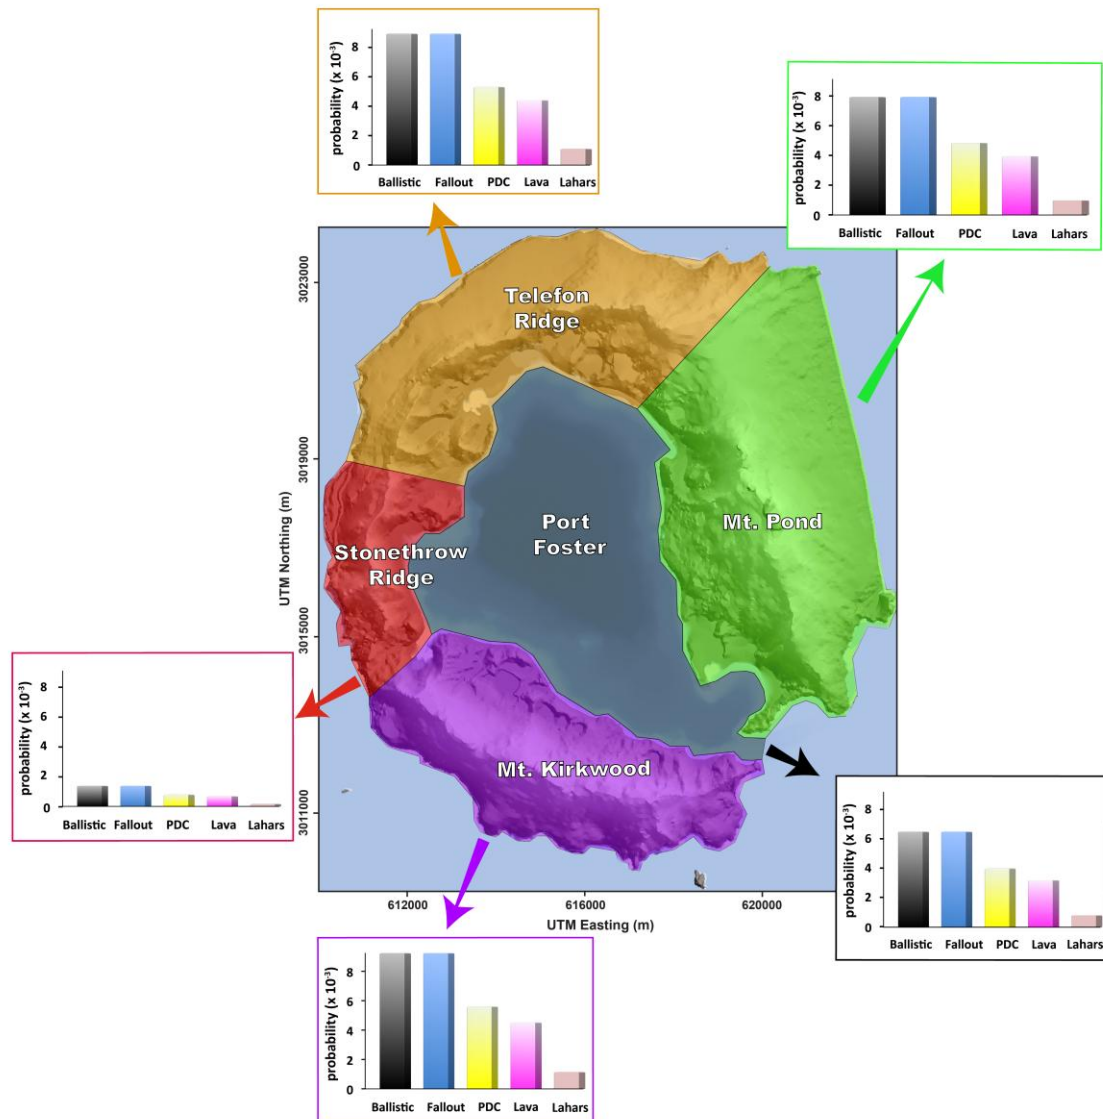 probability (x 10⁻³)
8
6
4
2
0
Ballistic Fallout PDC Lava Lahars
probability (x 10⁻³)
8
6
4
2
0
Ballistic Fallout PDC Lava Lahars
UTM Northing (m)
3023000
3019000
3015000
3011000
Telefon
Ridge
Port
Foster
Mt. Pond
Stonethrow
Ridge
Mt. Kirkwood
612000 616000 620000
UTM Easting (m)
probability (x 10⁻³)
8
6
4
2
0
Ballistic Fallout PDC Lava Lahars
probability (x 10⁻³)
8
6
4
2
0
Ballistic Fallout PDC Lava Lahars
probability (x 10⁻³)
8
6
4
2
0
Ballistic Fallout PDC Lava Lahars